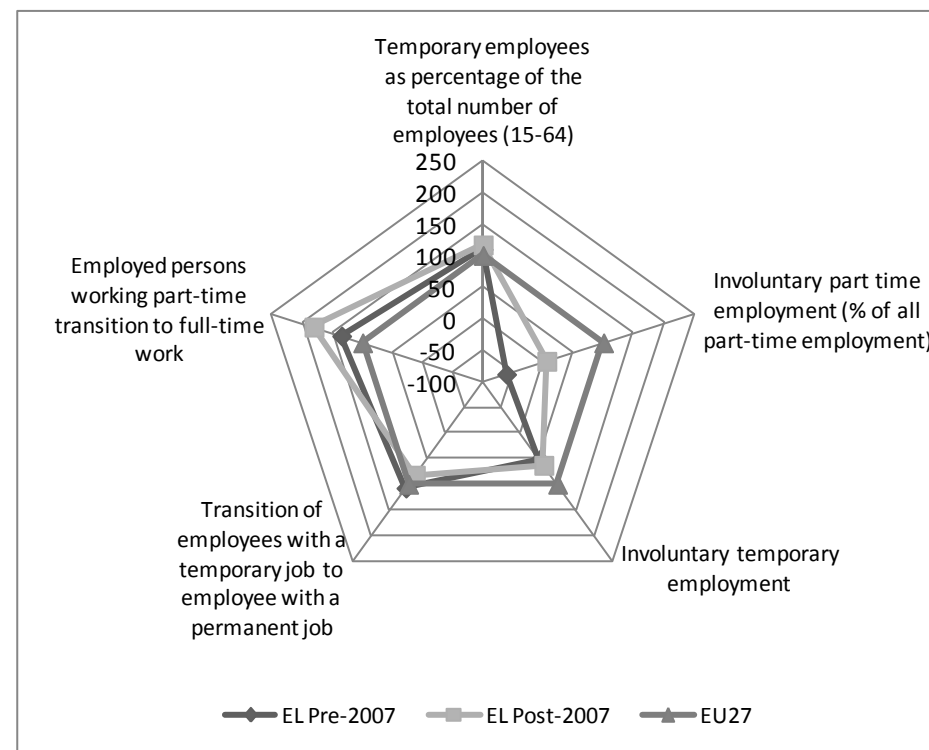 Temporary employees
as percentage of the
total number of
employees (15-64)
250
200
150
100
50
0
-50
-100
Involuntary part time
employment (% of all
part-time employment)
Involuntary temporary
employment
Transition of
employees with a
temporary job to
employee with a
permanent job
Employed persons
working part-time
transition to full-time
work
EL Pre-2007
EL Post-2007
EU27